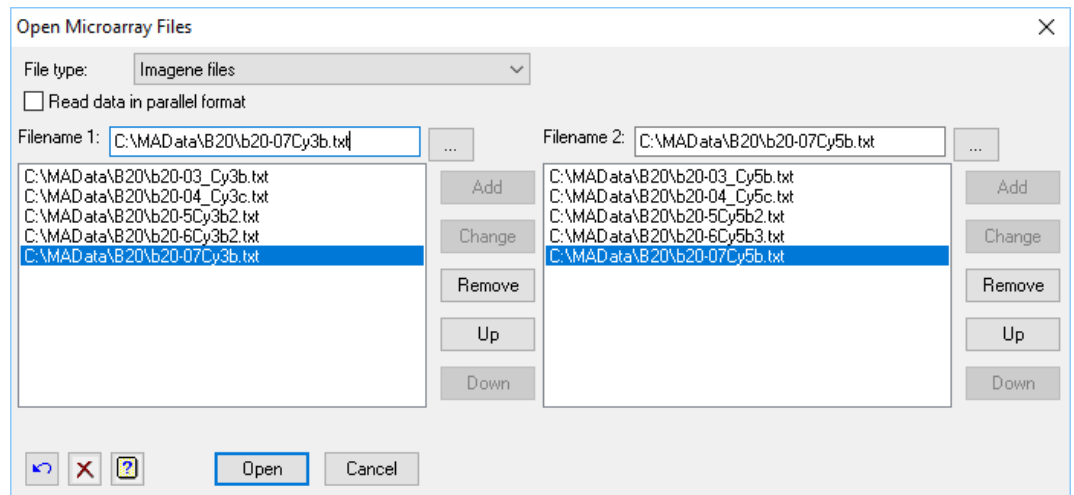 Open Microarray Files
File type: Imagene files
Read data in parallel format
Filename 1: C:\MAData\B20\b20-07Cy3b.txt ...
Filename 2: C:\MAData\B20\b20-07Cy5b.txt ...
C:\MAData\B20\b20-03_Cy3b.txt
C:\MAData\B20\b20-04_Cy3c.txt
C:\MAData\B20\b20-5Cy3b2.txt
C:\MAData\B20\b20-6Cy3b2.txt
C:\MAData\B20\b20-07Cy3b.txt
Add
Change
Remove
Up
Down
C:\MAData\B20\b20-03_Cy5b.txt
C:\MAData\B20\b20-04_Cy5c.txt
C:\MAData\B20\b20-5Cy5b2.txt
C:\MAData\B20\b20-6Cy5b3.txt
C:\MAData\B20\b20-07Cy5b.txt
Add
Change
Remove
Up
Down
?
Open
Cancel